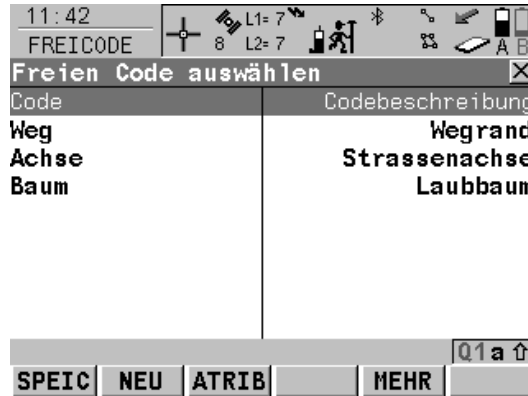 11:42
L1= 7
FREICODE
8 L2= 7
A B
Freien Code auswählen
Code Codebeschreibung
Weg Wegrand
Achse Strassenachse
Baum Laubbaum
Q1 a
SPEIC NEU ATRIB MEHR